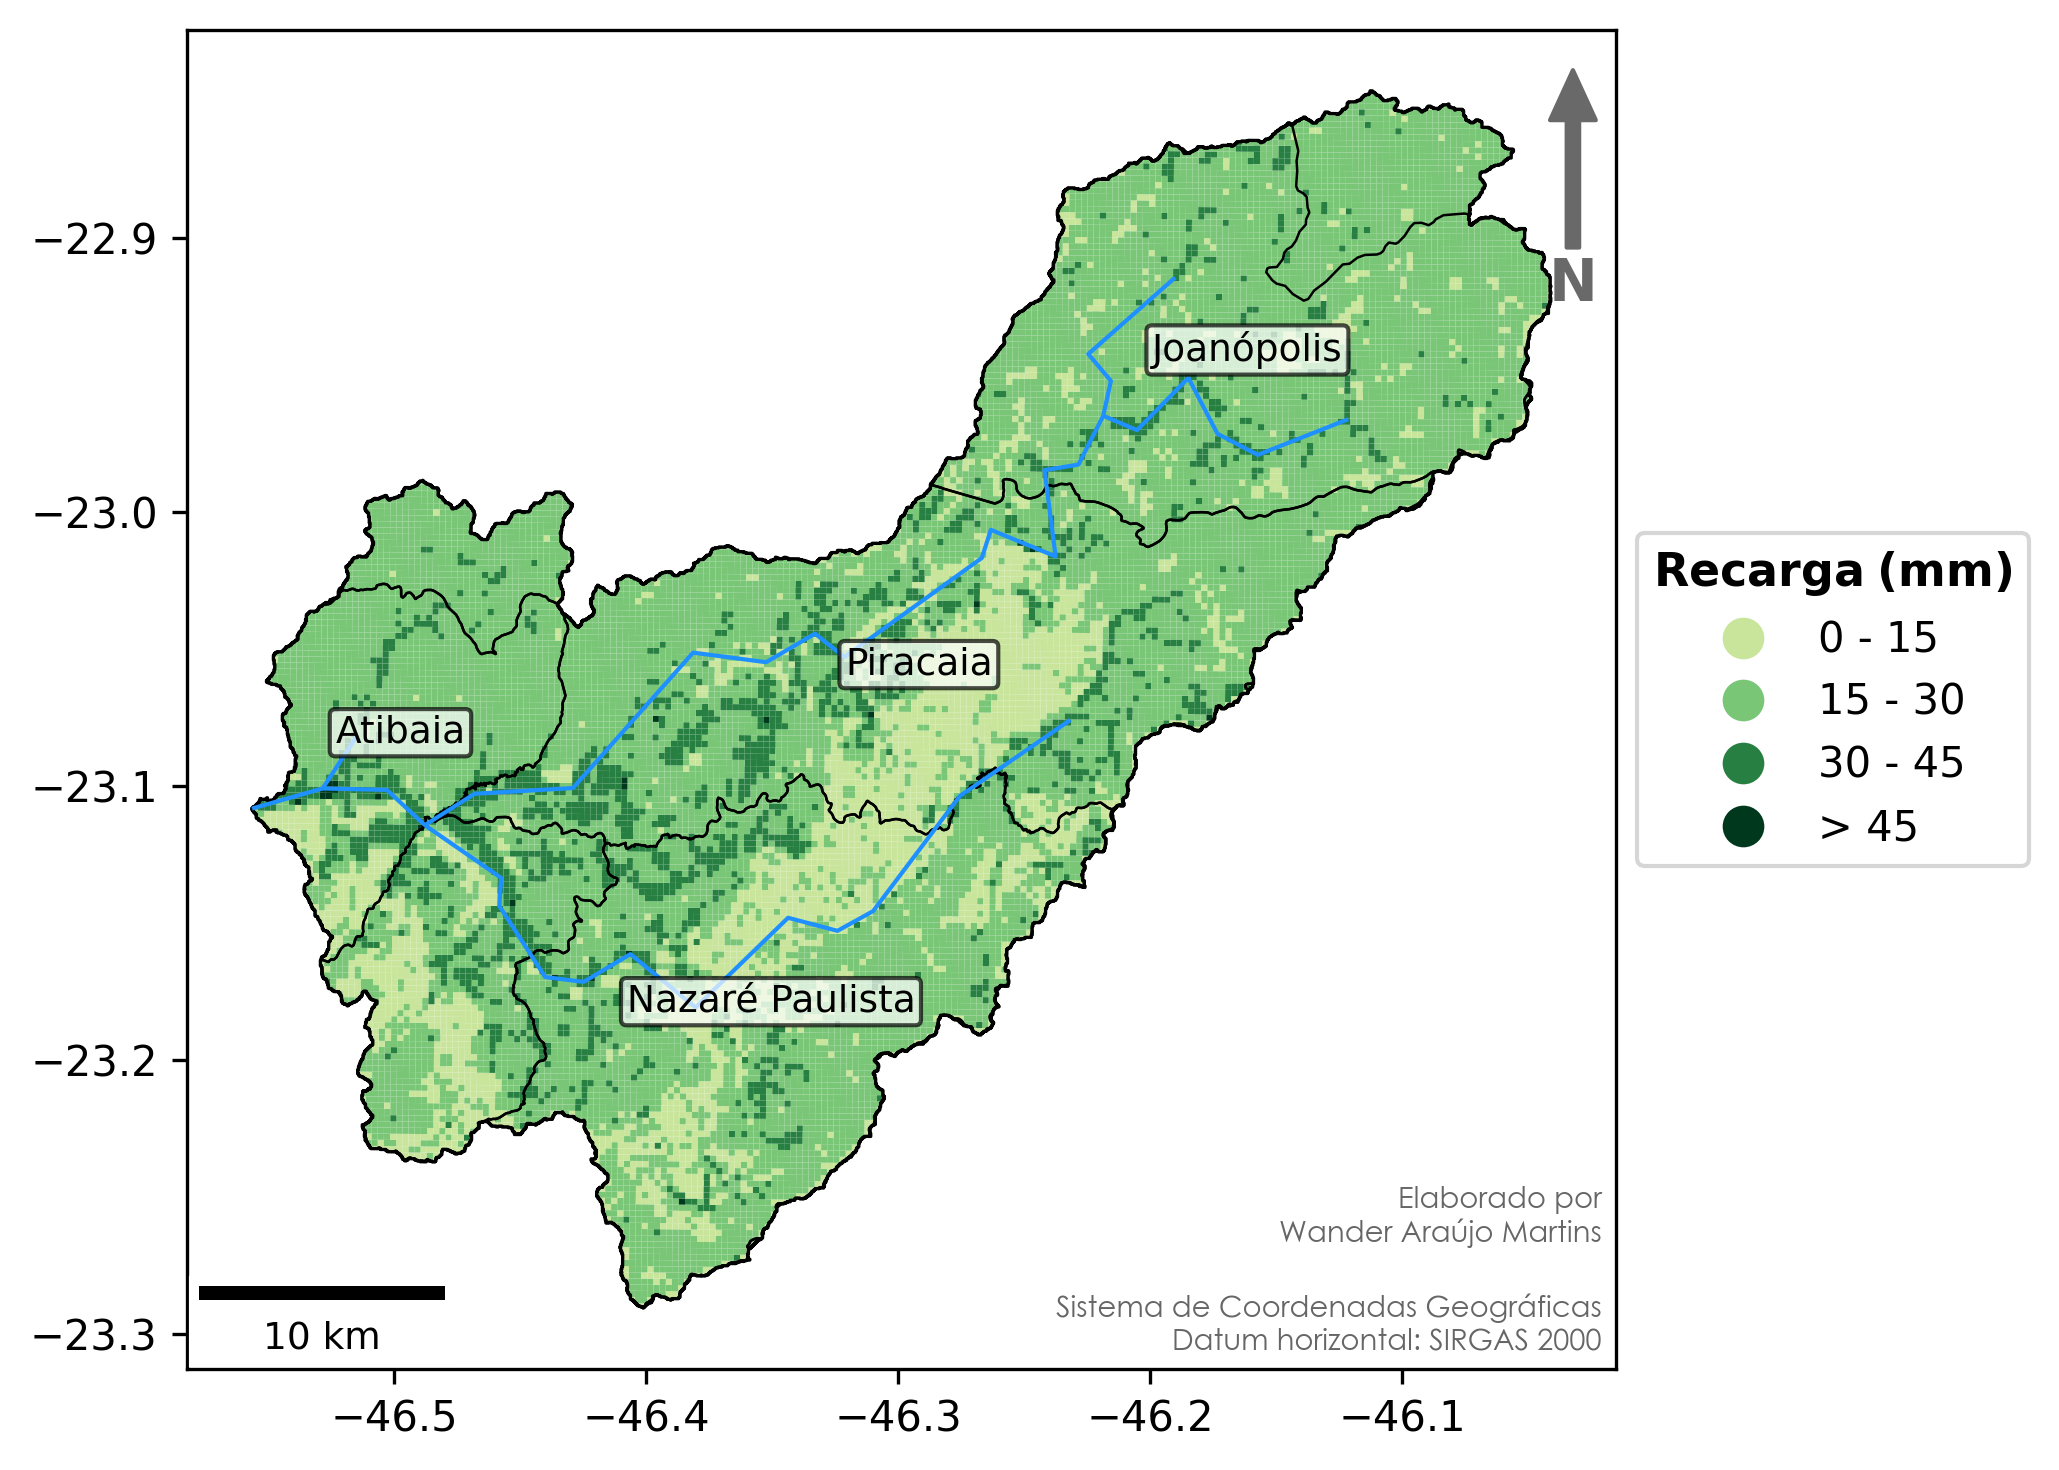 −22.9
−23.0
−23.1
−23.2
−23.3
−46.5
−46.4
−46.3
−46.2
−46.1
N
Joanópolis
Piracaia
Atibaia
Nazaré Paulista
10 km
Elaborado por
Wander Araújo Martins
Sistema de Coordenadas Geográficas
Datum horizontal: SIRGAS 2000
Recarga (mm)
0 - 15
15 - 30
30 - 45
> 45